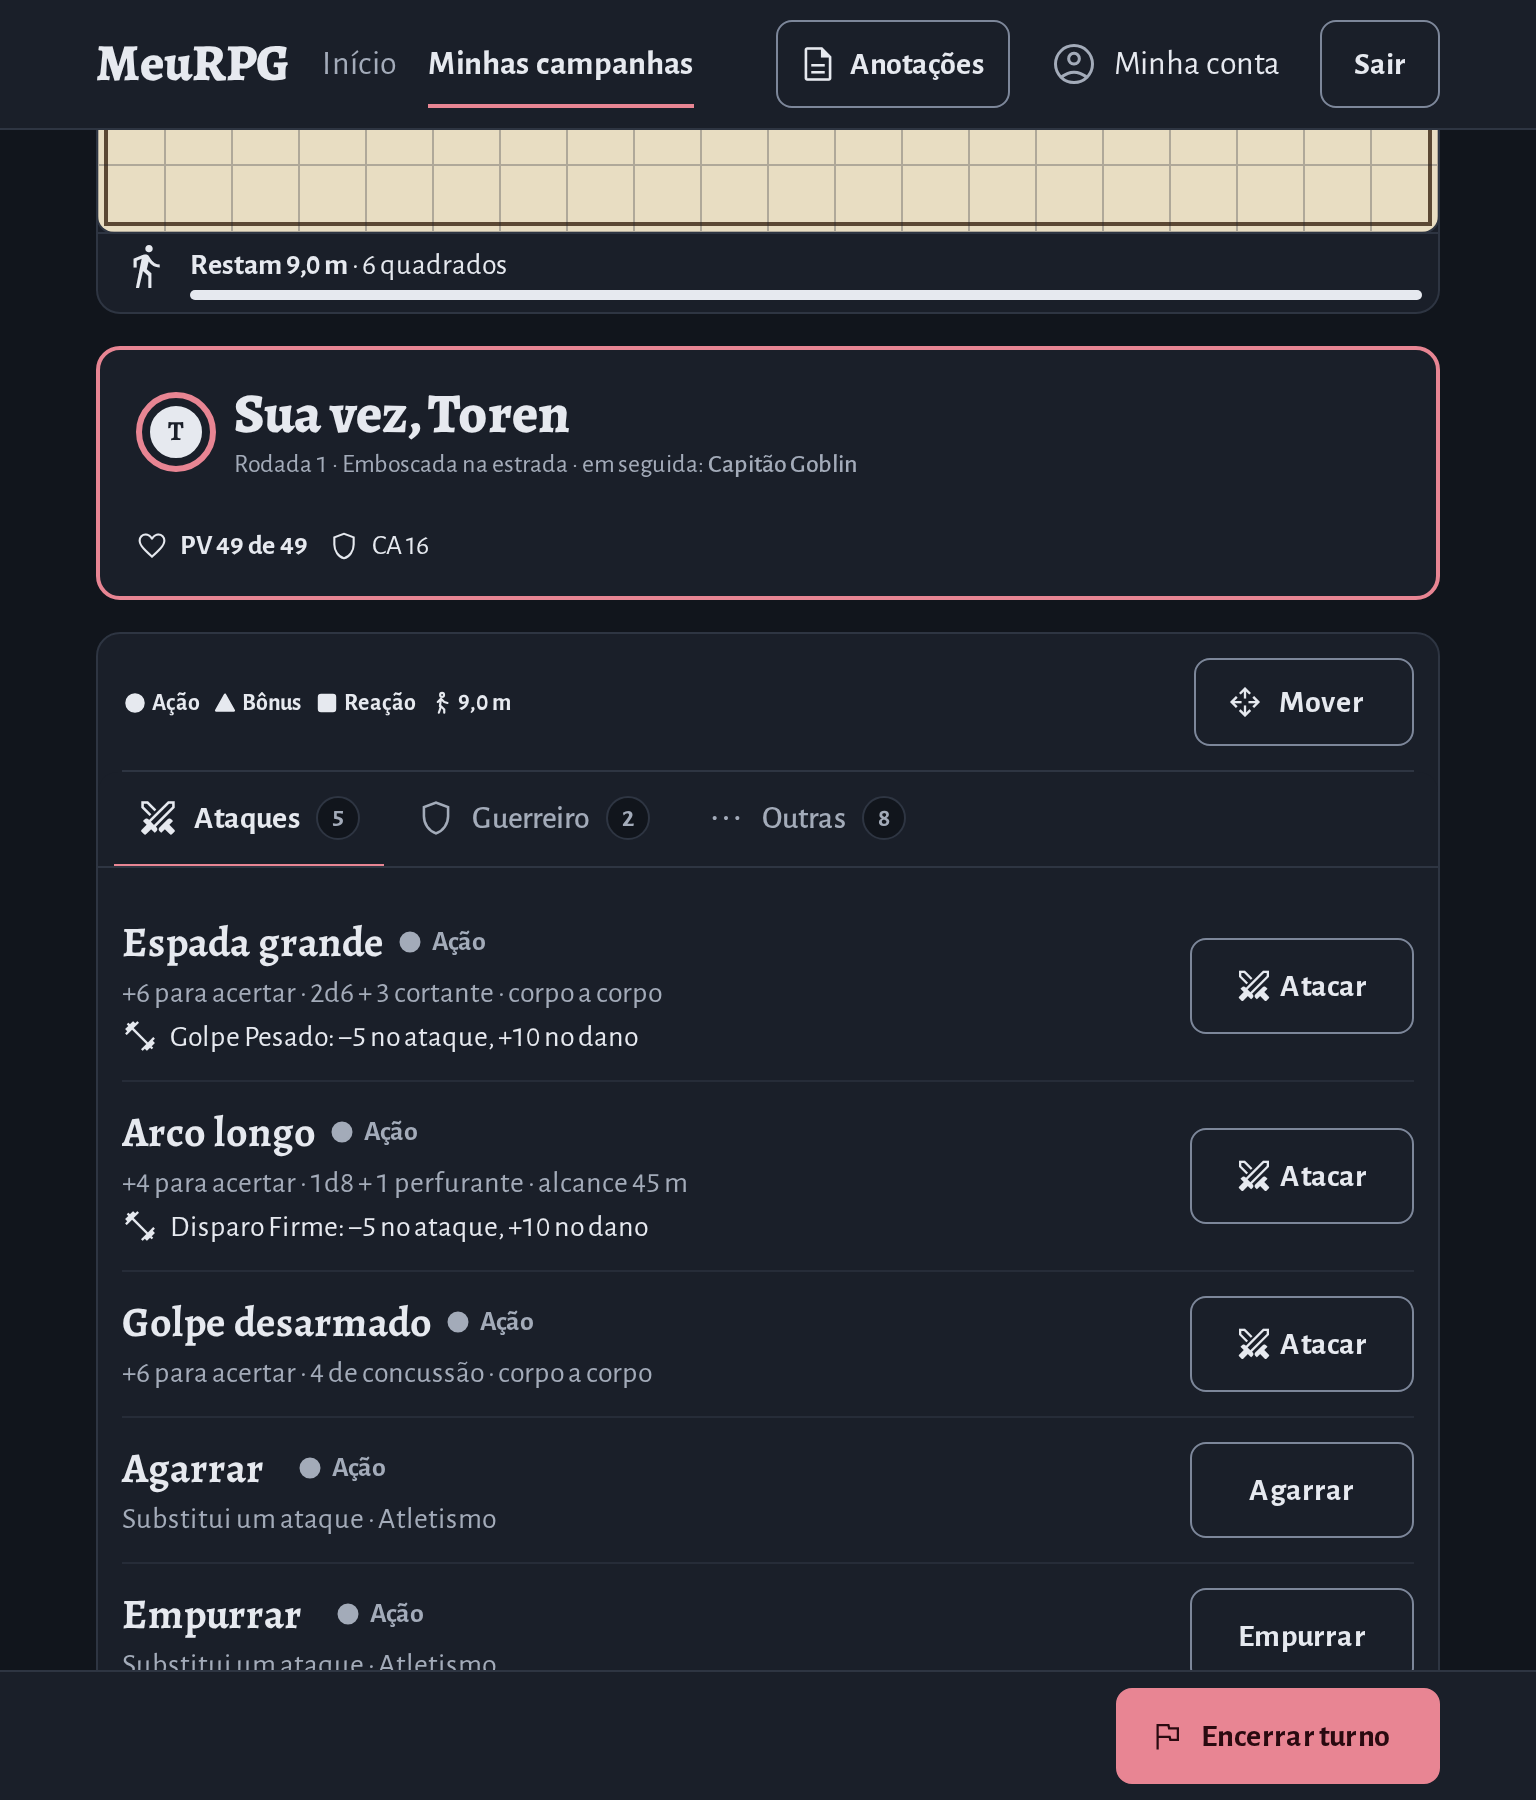 MeuRPG Início Minhas campanhas Anotações Minha conta Sair
Restam 9,0 m · 6 quadrados
T
Sua vez, Toren
Rodada 1 · Emboscada na estrada · em seguida: Capitão Goblin
PV 49 de 49 CA 16
Ação Bônus Reação 9,0 m Mover
Ataques 5 Guerreiro 2 Outras 8
Espada grande Ação
+6 para acertar · 2d6 + 3 cortante · corpo a corpo
Atacar
Golpe Pesado: −5 no ataque, +10 no dano
Arco longo Ação
+4 para acertar · 1d8 + 1 perfurante · alcance 45 m
Atacar
Disparo Firme: −5 no ataque, +10 no dano
Golpe desarmado Ação
Atacar
+6 para acertar · 4 de concussão · corpo a corpo
Agarrar Ação
Agarrar
Substitui um ataque · Atletismo
Empurrar Ação
Empurrar
Substitui um ataque · Atletismo
Encerrar turno